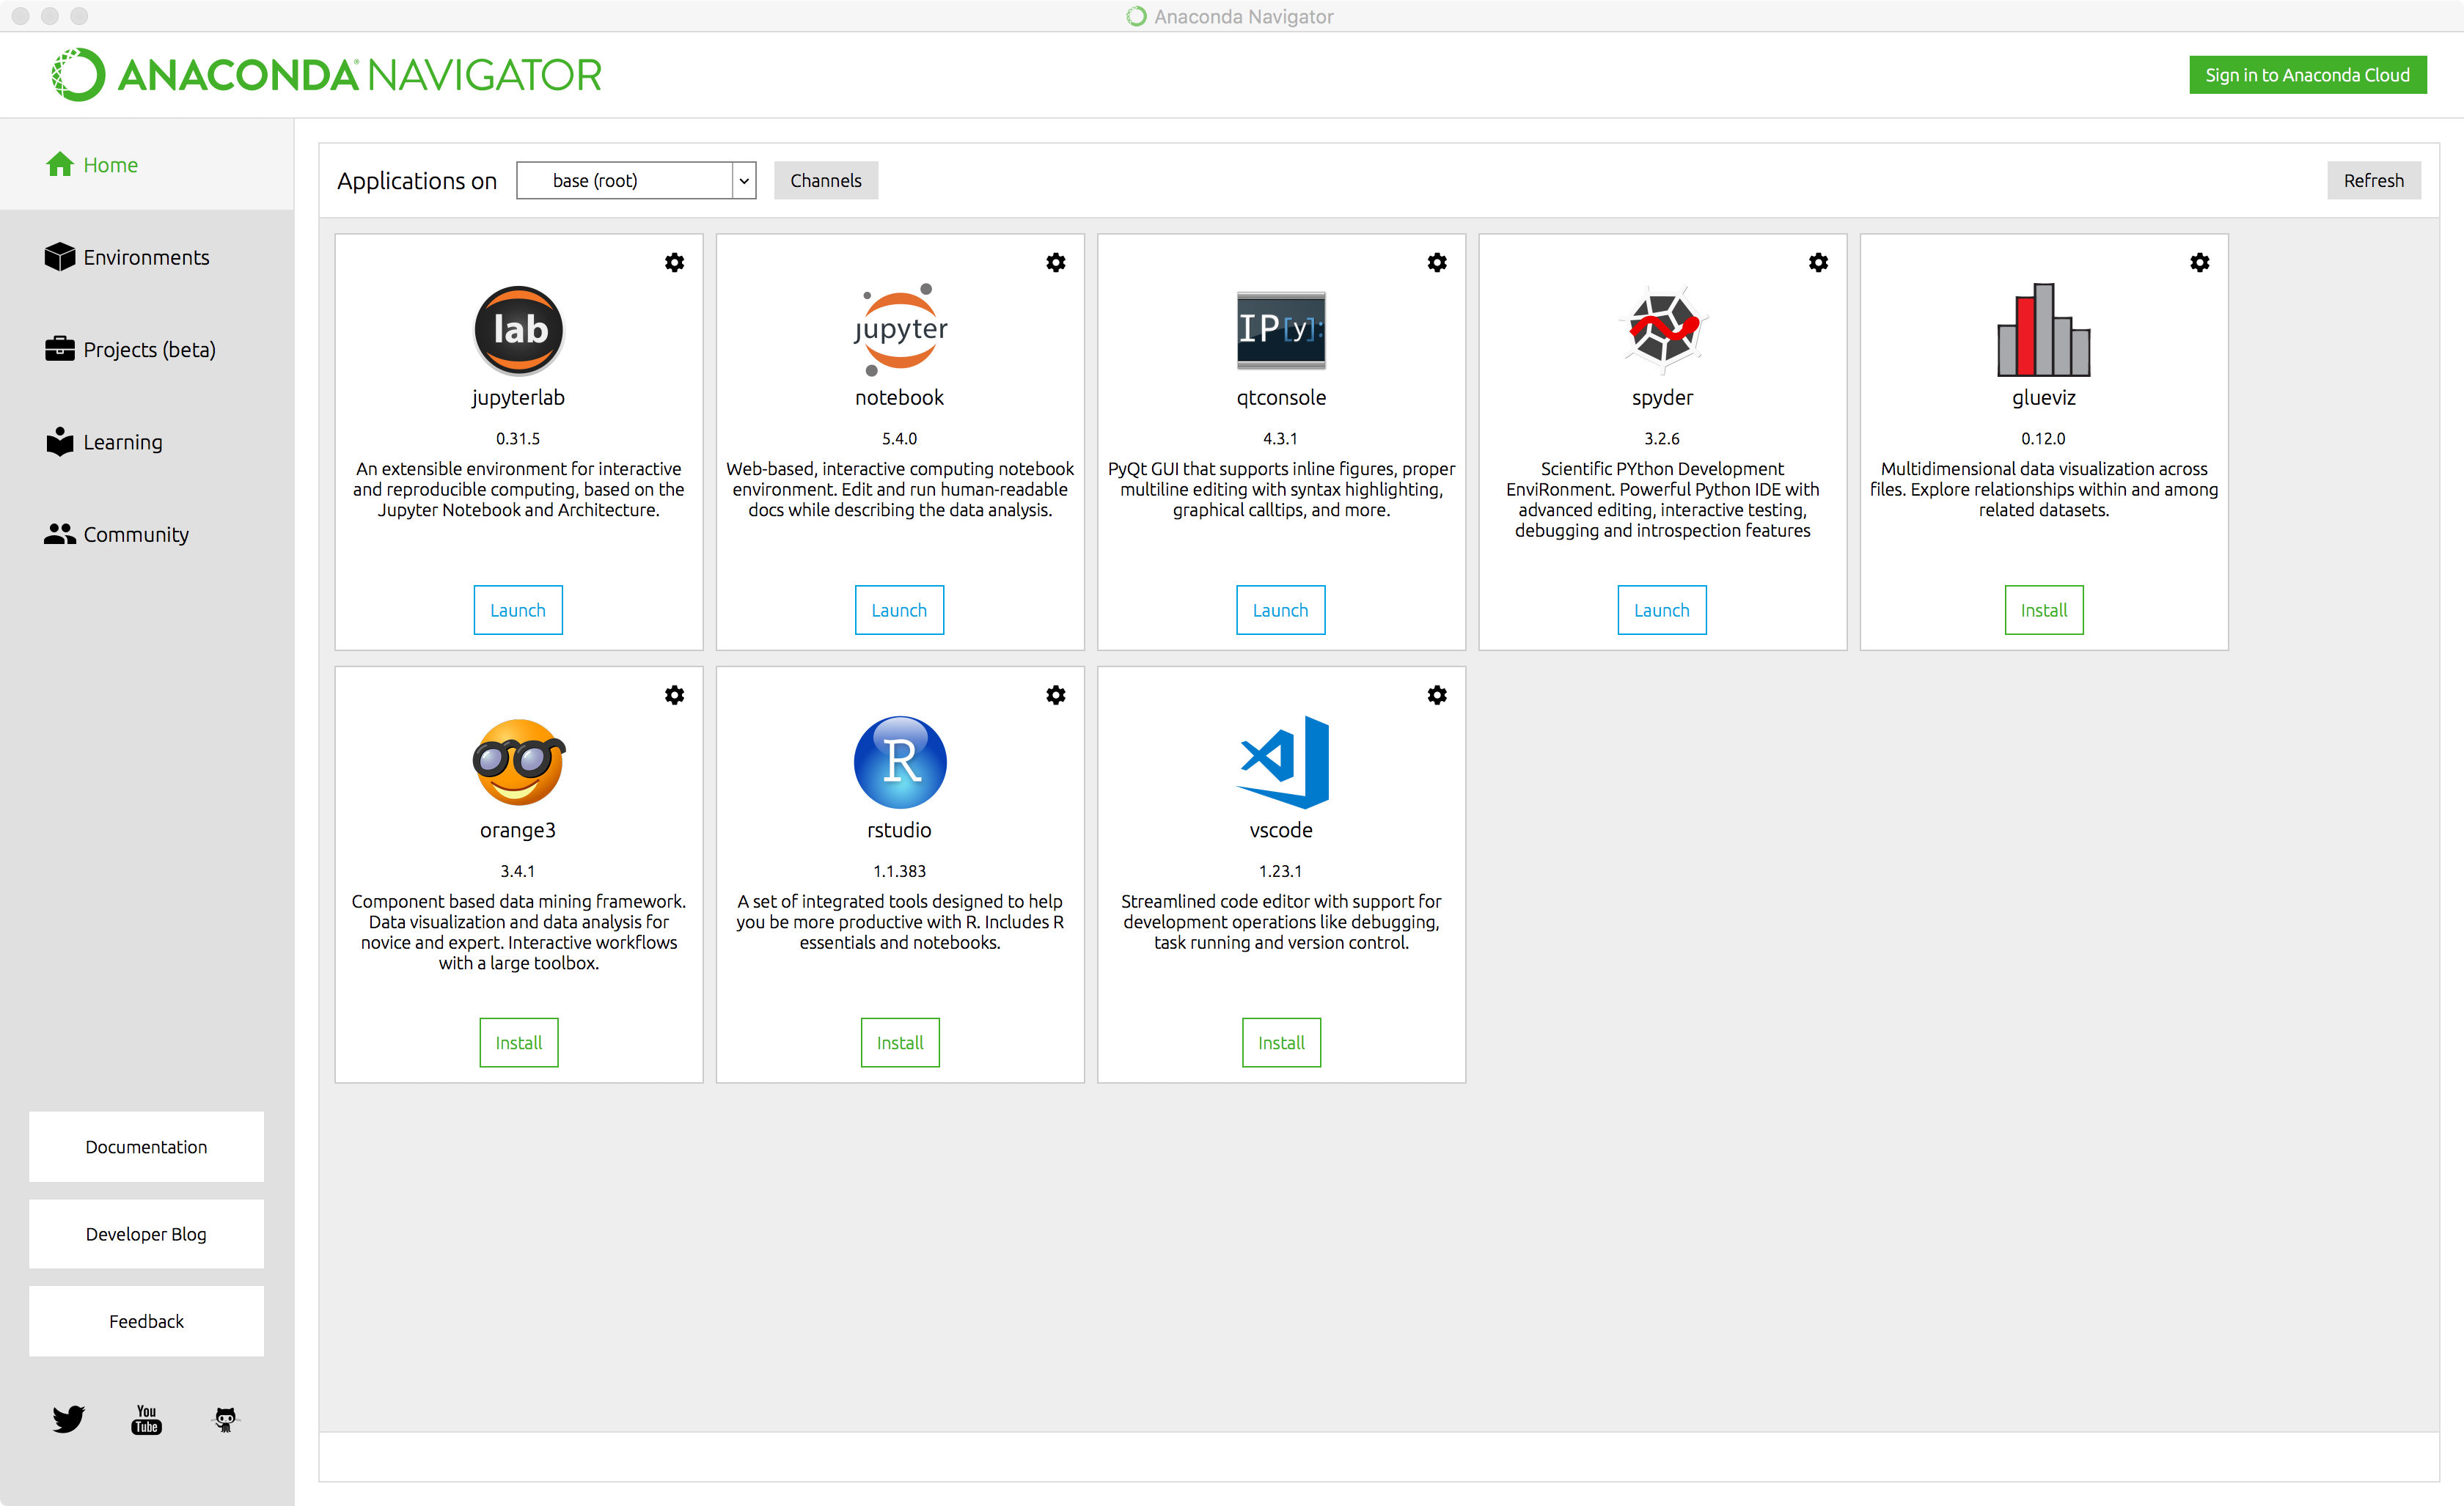 Anaconda Navigator
ANACONDA NAVIGATOR
Sign in to Anaconda Cloud
Home
Environments
Projects (beta)
Learning
Community
Documentation
Developer Blog
Feedback
You
Tube
Applications on
base (root)
Channels
Refresh
lab
jupyterlab
0.31.5
An extensible environment for interactive
and reproducible computing, based on the
Jupyter Notebook and Architecture.
Launch
jupyter
notebook
5.4.0
Web-based, interactive computing notebook
environment. Edit and run human-readable
docs while describing the data analysis.
Launch
IP[y]:
qtconsole
4.3.1
PyQt GUI that supports inline figures, proper
multiline editing with syntax highlighting,
graphical calltips, and more.
Launch
spyder
3.2.6
Scientific PYthon Development
EnviRonment. Powerful Python IDE with
advanced editing, interactive testing,
debugging and introspection features
Launch
glueviz
0.12.0
Multidimensional data visualization across
files. Explore relationships within and among
related datasets.
Install
orange3
3.4.1
Component based data mining framework.
Data visualization and data analysis for
novice and expert. Interactive workflows
with a large toolbox.
Install
R
rstudio
1.1.383
A set of integrated tools designed to help
you be more productive with R. Includes R
essentials and notebooks.
Install
vscode
1.23.1
Streamlined code editor with support for
development operations like debugging,
task running and version control.
Install